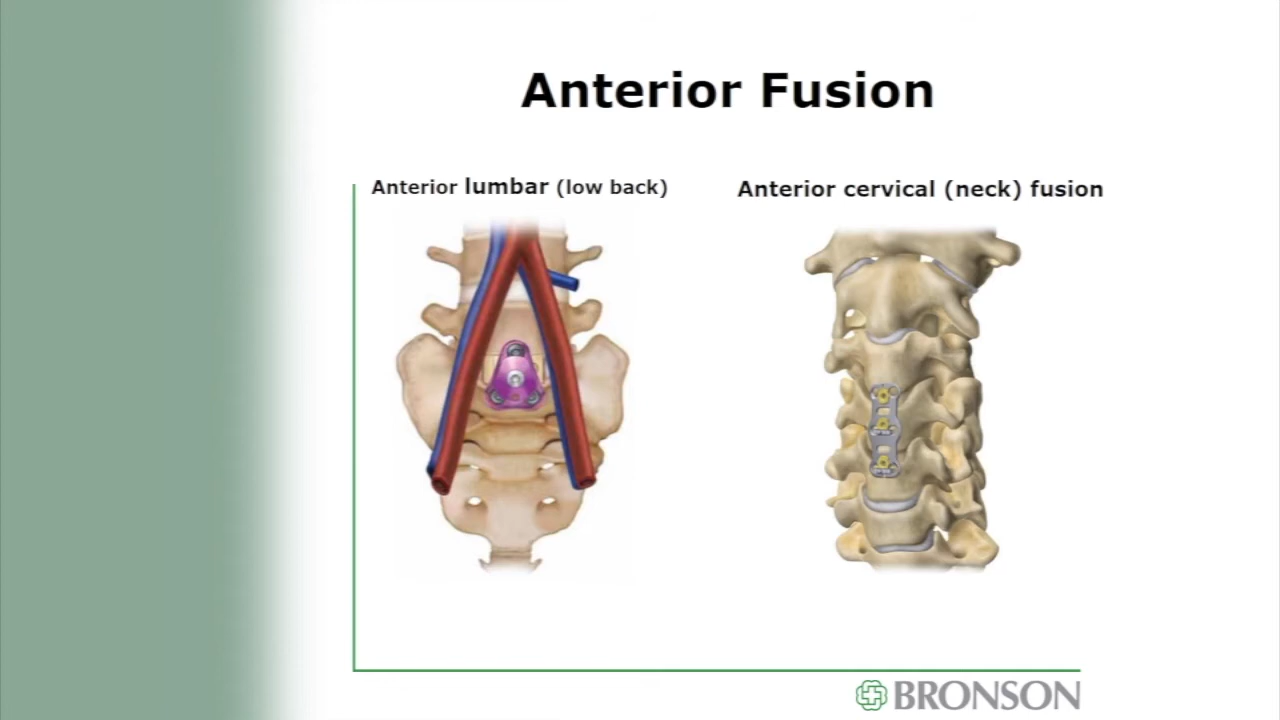 Anterior Fusion
Anterior lumbar (low back)
Anterior cervical (neck) fusion
BRONSON